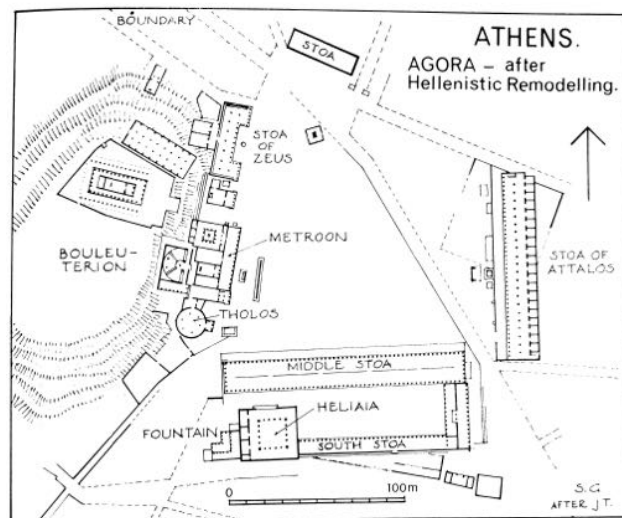 BOUNDARY
STOA
ATHENS.
AGORA – after
Hellenistic Remodelling.
STOA
OF
ZEUS
BOULEU-
TERION
METROON
STOA OF
ATTALOS
THOLOS
MIDDLE STOA
HELIAIA
FOUNTAIN
SOUTH STOA
0 100m
S.G.
AFTER J T.